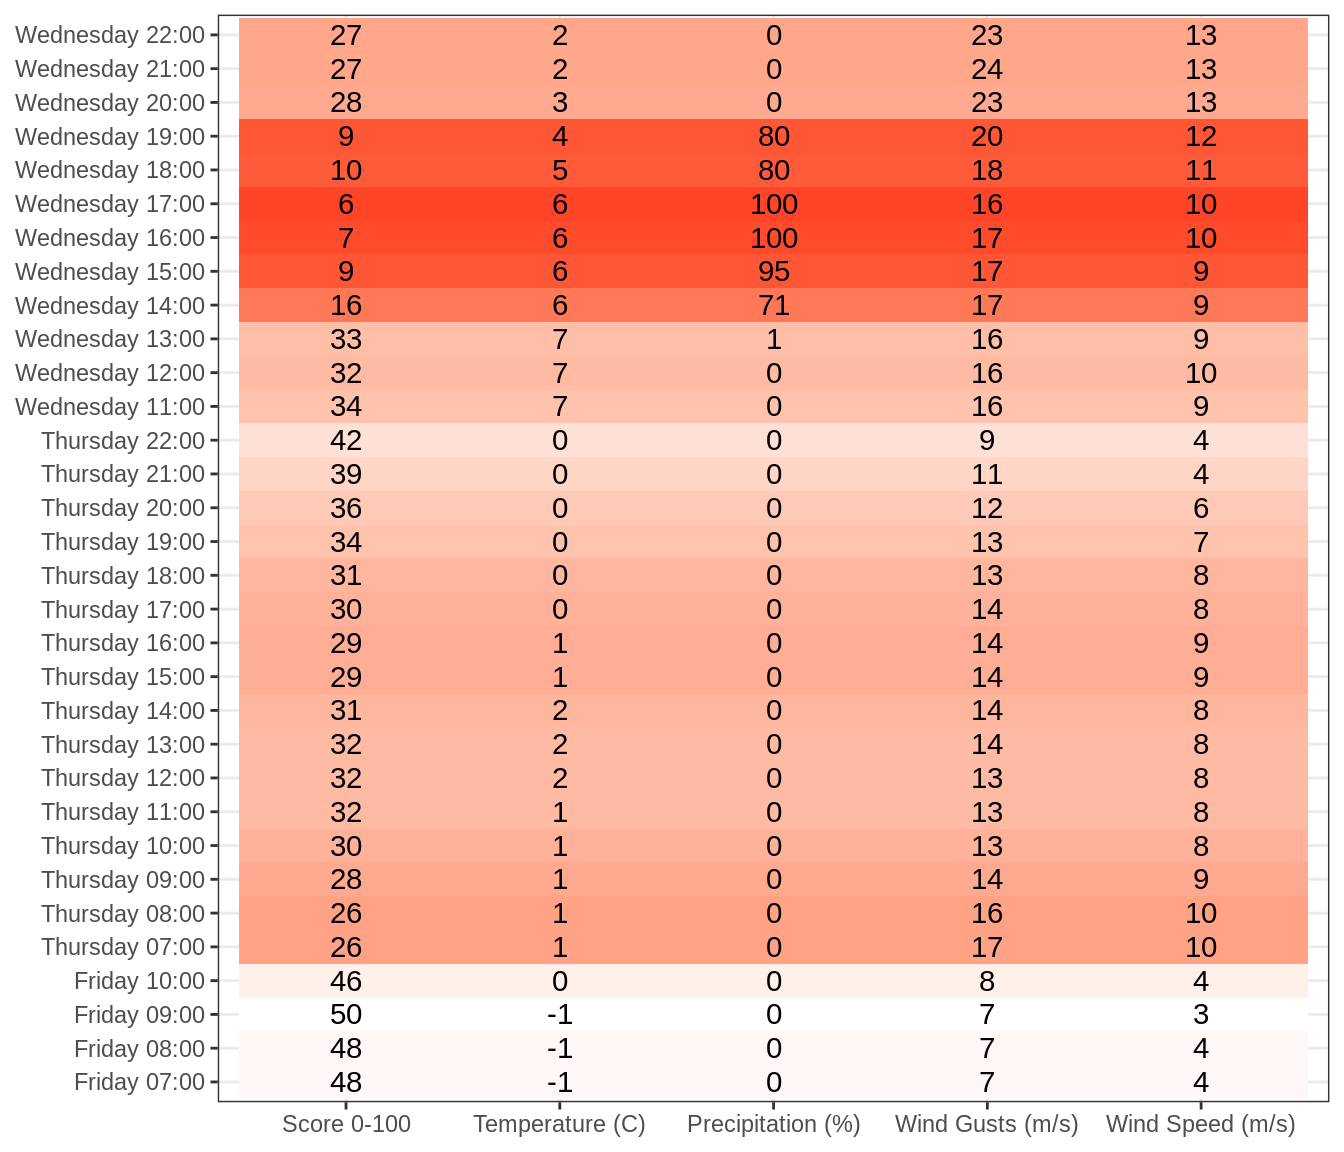 Wednesday 22:00 27 2 0 23 13
Wednesday 21:00 27 2 0 24 13
Wednesday 20:00 28 3 0 23 13
Wednesday 19:00 9 4 80 20 12
Wednesday 18:00 10 5 80 18 11
Wednesday 17:00 6 6 100 16 10
Wednesday 16:00 7 6 100 17 10
Wednesday 15:00 9 6 95 17 9
Wednesday 14:00 16 6 71 17 9
Wednesday 13:00 33 7 1 16 9
Wednesday 12:00 32 7 0 16 10
Wednesday 11:00 34 7 0 16 9
Thursday 22:00 42 0 0 9 4
Thursday 21:00 39 0 0 11 4
Thursday 20:00 36 0 0 12 6
Thursday 19:00 34 0 0 13 7
Thursday 18:00 31 0 0 13 8
Thursday 17:00 30 0 0 14 8
Thursday 16:00 29 1 0 14 9
Thursday 15:00 29 1 0 14 9
Thursday 14:00 31 2 0 14 8
Thursday 13:00 32 2 0 14 8
Thursday 12:00 32 2 0 13 8
Thursday 11:00 32 1 0 13 8
Thursday 10:00 30 1 0 13 8
Thursday 09:00 28 1 0 14 9
Thursday 08:00 26 1 0 16 10
Thursday 07:00 26 1 0 17 10
Friday 10:00 46 0 0 8 4
Friday 09:00 50 -1 0 7 3
Friday 08:00 48 -1 0 7 4
Friday 07:00 48 -1 0 7 4
Score 0-100 Temperature (C) Precipitation (%) Wind Gusts (m/s) Wind Speed (m/s)